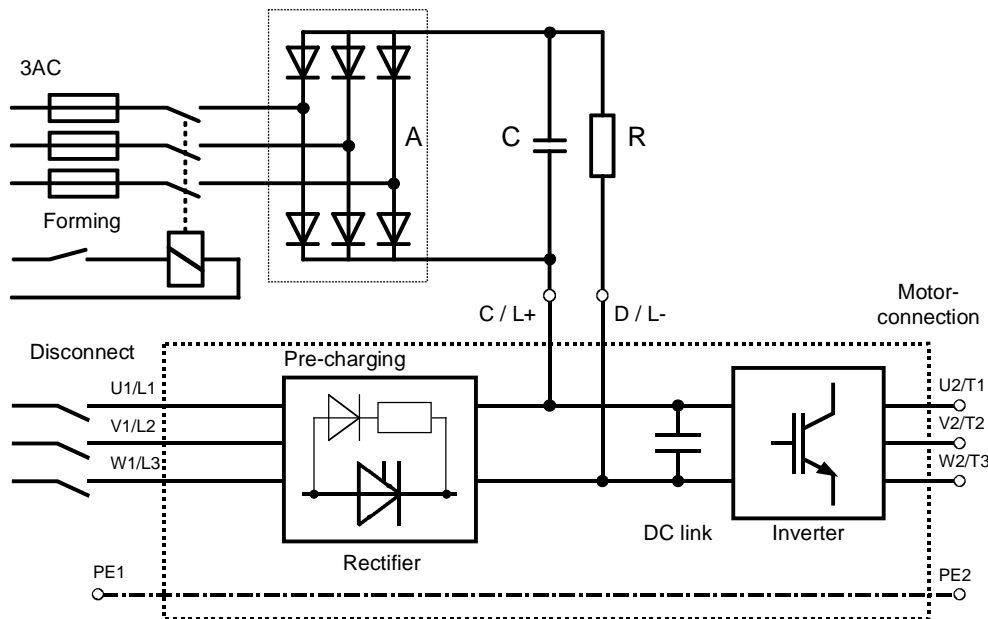 3AC
A
C
R
Forming
C / L+
D / L-
Motor-
connection
Disconnect
Pre-charging
U1/L1
U2/T1
V1/L2
V2/T2
W1/L3
W2/T3
DC link
Inverter
Rectifier
PE1
PE2